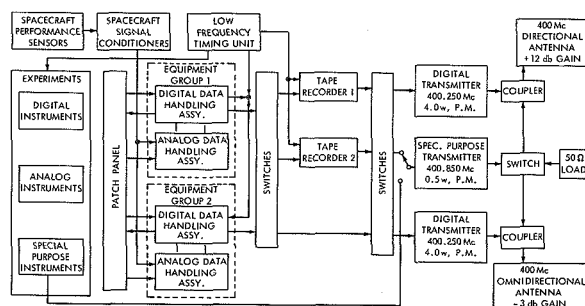 SPACECRAFT
PERFORMANCE
SENSORS
SPACECRAFT
SIGNAL
CONDITIONERS
LOW
FREQUENCY
TIMING UNIT
400 Mc
DIRECTIONAL
ANTENNA
+12 db GAIN
EXPERIMENTS
DIGITAL
INSTRUMENTS
ANALOG
INSTRUMENTS
SPECIAL
PURPOSE
INSTRUMENTS
PATCH PANEL
EQUIPMENT
GROUP 1
DIGITAL DATA
HANDLING
ASSY.
ANALOG DATA
HANDLING
ASSY.
EQUIPMENT
GROUP 2
DIGITAL DATA
HANDLING
ASSY.
ANALOG DATA
HANDLING
ASSY.
SWITCHES
TAPE
RECORDER 1
TAPE
RECORDER 2
SWITCHES
DIGITAL
TRANSMITTER
400.250 Mc
4.0w, P.M.
SPEC. PURPOSE
TRANSMITTER
400.850 Mc
0.5w, P.M.
DIGITAL
TRANSMITTER
400.250 Mc
4.0w, P.M.
COUPLER
SWITCH
50 Ω
LOAD
COUPLER
400 Mc
OMNIDIRECTIONAL
ANTENNA
-3 db GAIN